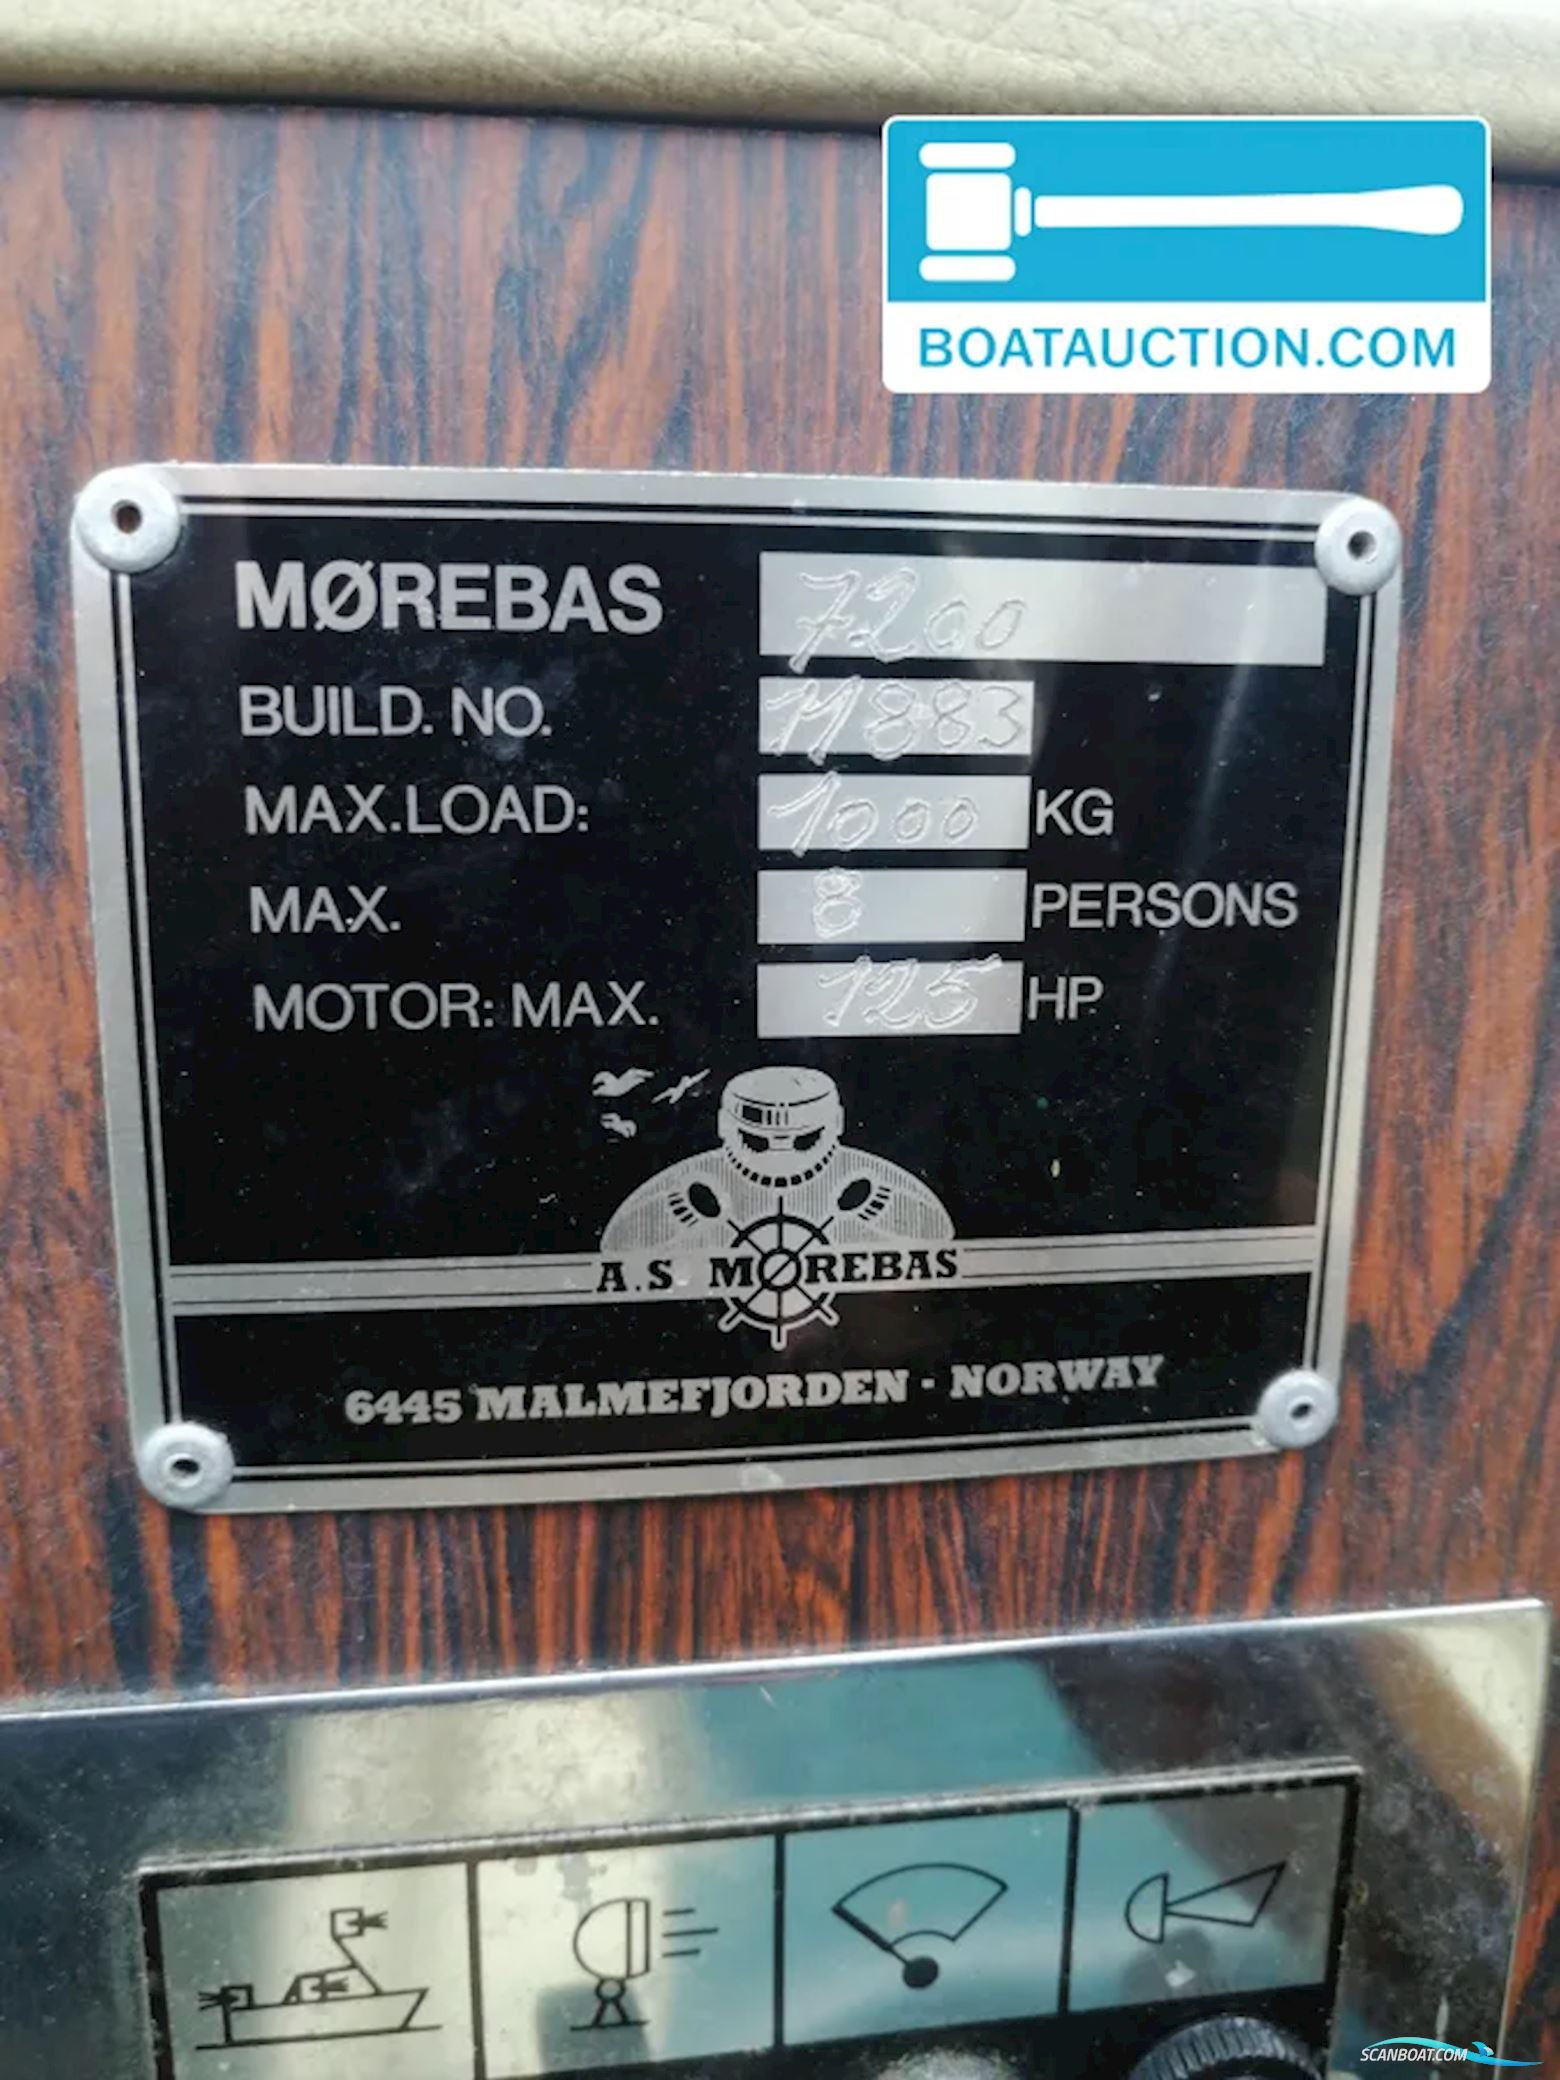 BOATAUCTION.COM
MØREBAS 7200
BUILD. NO. 11883
MAX.LOAD: 1000 KG
MAX. 8 PERSONS
MOTOR: MAX. 125 HP
A.S MØREBAS
6445 MALMEFJORDEN · NORWAY
SCANBOAT.COM